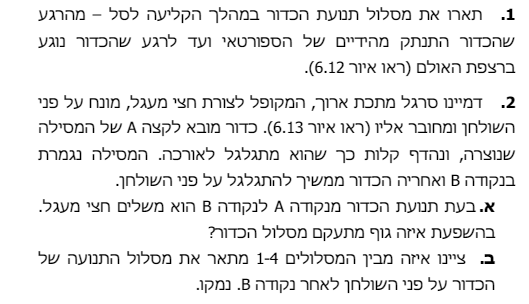 1. תארו את מסלול תנועת הכדור במהלך הקליעה לסל – מהרגע
שהכדור התנתק מהידיים של הספורטאי ועד לרגע שהכדור נוגע
ברצפת האולם (ראו איור 6.12).
2. דמיינו סרגל מתכת ארוך, המקופל לצורת חצי מעגל, מונח על פני
השולחן ומחובר אליו (ראו איור 6.13). כדור מובא לקצה A של המסילה
שנוצרה, ונהדף קלות כך שהוא מתגלגל לאורכה. המסילה נגמרת
בנקודה B ואחריה הכדור ממשיך להתגלגל על פני השולחן.
א. בעת תנועת הכדור מנקודה A לנקודה B הוא משלים חצי מעגל.
בהשפעת איזה גוף מתעקם מסלול הכדור?
ב. ציינו איזה מבין המסלולים 1-4 מתאר את מסלול התנועה של
הכדור על פני השולחן לאחר נקודה B. נמקו.